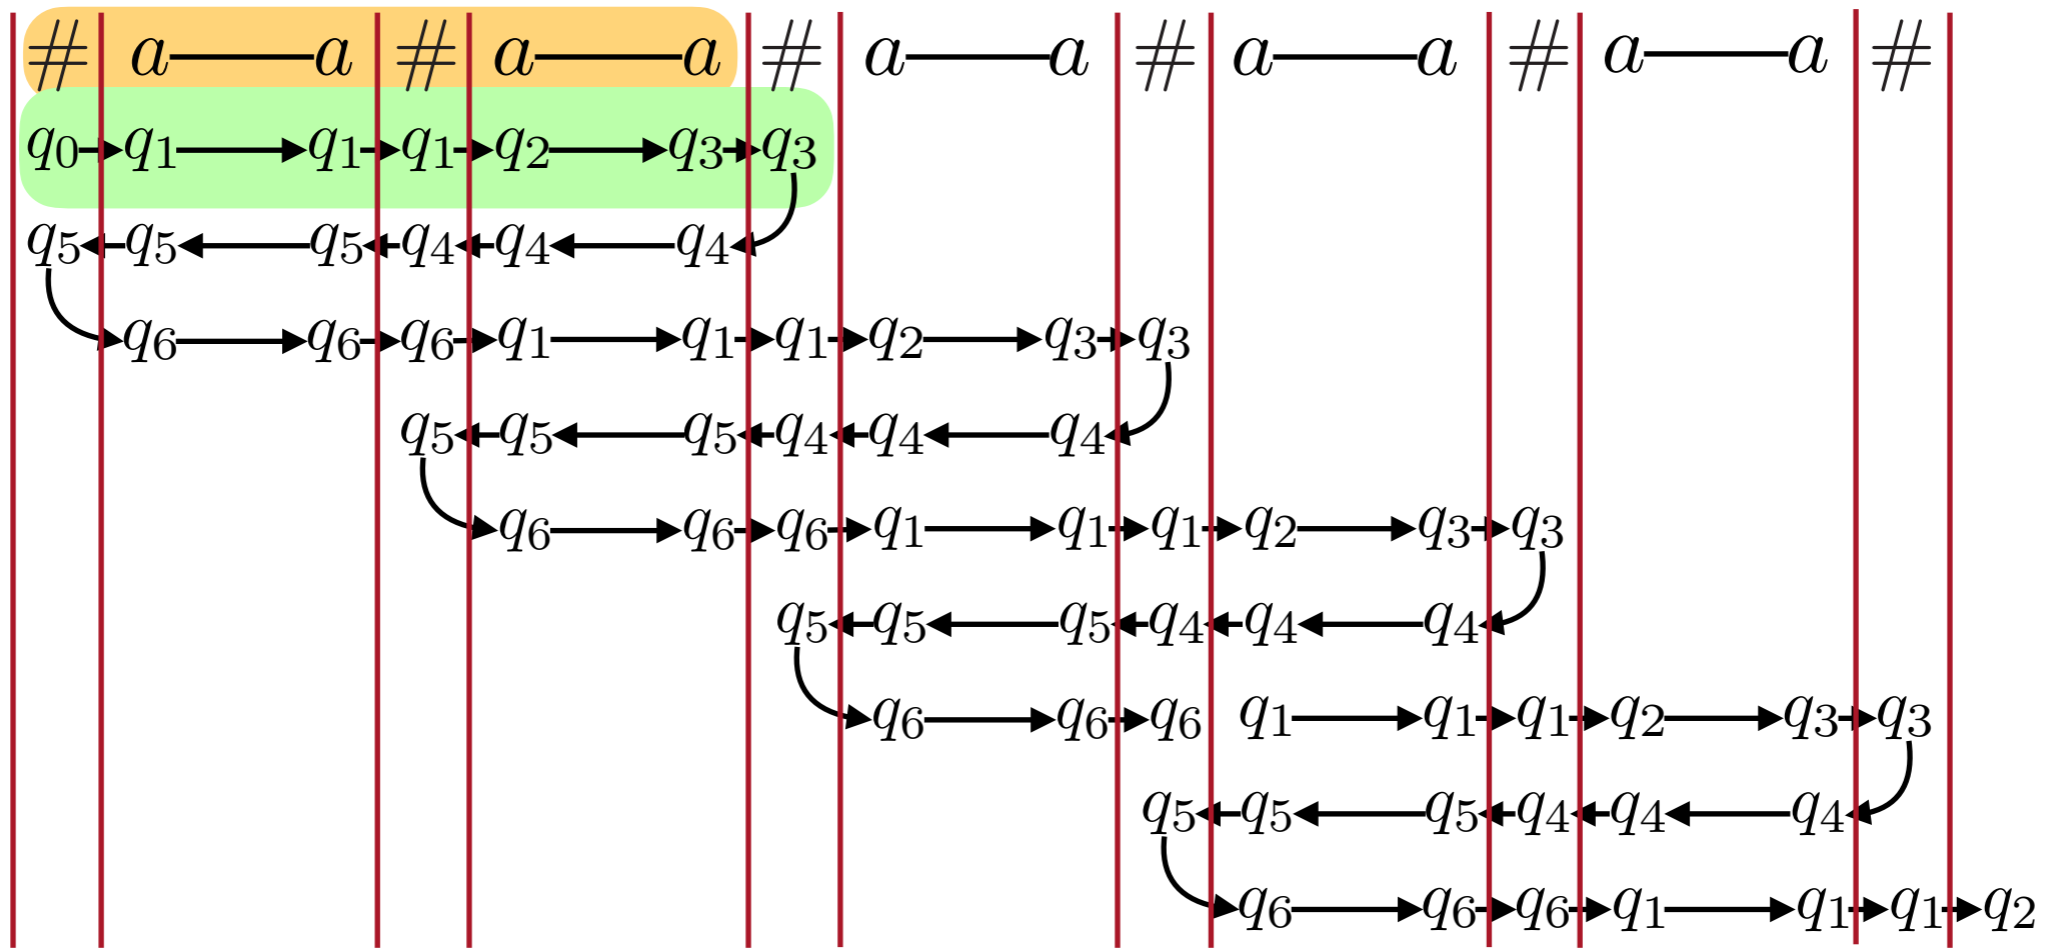 # a a # a a # a a # a a # a a #
q₀ q₁ q₁ q₁ q₂ q₃ q₃
q₅ q₅ q₅ q₄ q₄ q₄
q₆ q₆ q₆ q₁ q₁ q₁ q₂ q₃ q₃
q₅ q₅ q₅ q₄ q₄ q₄
q₆ q₆ q₆ q₁ q₁ q₁ q₂ q₃ q₃
q₅ q₅ q₅ q₄ q₄ q₄
q₆ q₆ q₆ q₁ q₁ q₁ q₂ q₃ q₃
q₅ q₅ q₅ q₄ q₄ q₄
q₆ q₆ q₆ q₁ q₁ q₁ q₂